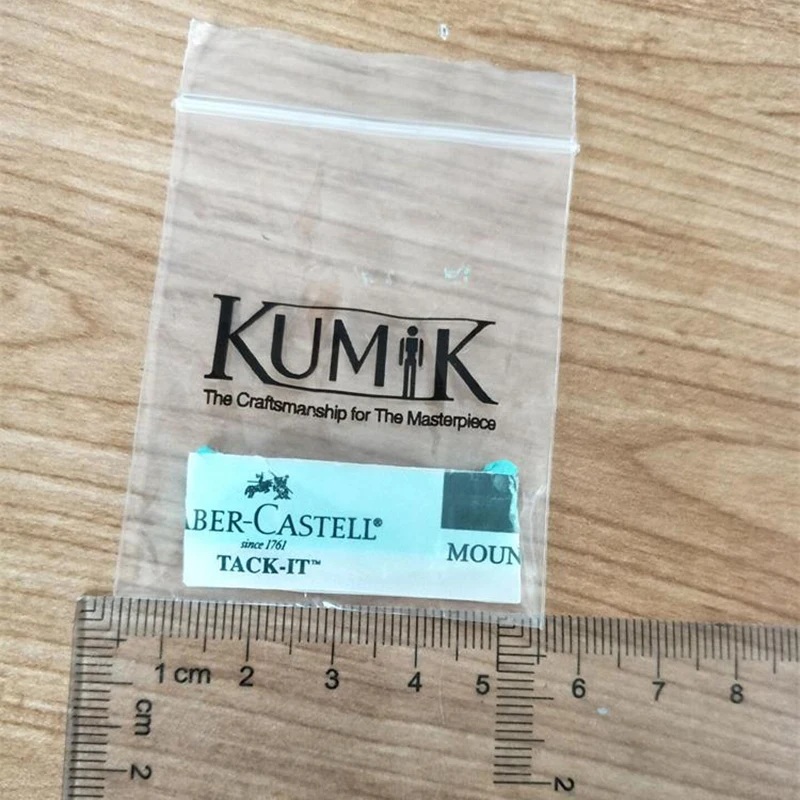 KUMiK
The Craftsmanship for The Masterpiece
ABER-CASTELL®
since 1761
TACK-IT™
MOUN
1 cm 2 3 4 5 6 7 8
cm
2
2